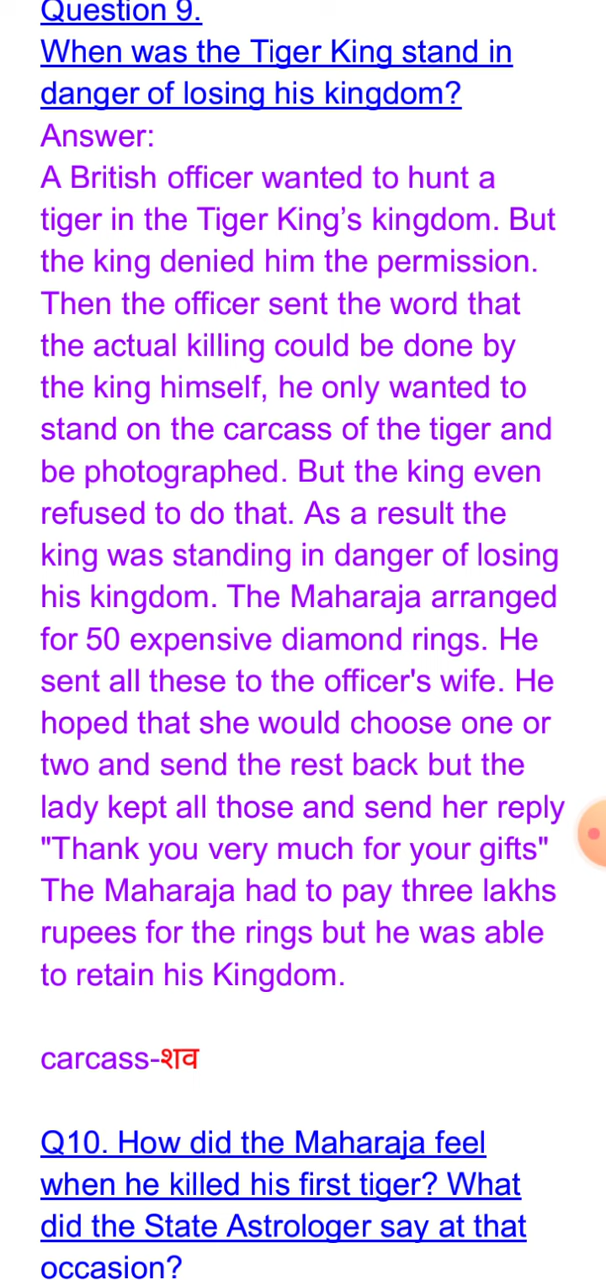 Question 9.
When was the Tiger King stand in
danger of losing his kingdom?
Answer:
A British officer wanted to hunt a
tiger in the Tiger King’s kingdom. But
the king denied him the permission.
Then the officer sent the word that
the actual killing could be done by
the king himself, he only wanted to
stand on the carcass of the tiger and
be photographed. But the king even
refused to do that. As a result the
king was standing in danger of losing
his kingdom. The Maharaja arranged
for 50 expensive diamond rings. He
sent all these to the officer's wife. He
hoped that she would choose one or
two and send the rest back but the
lady kept all those and send her reply
"Thank you very much for your gifts"
The Maharaja had to pay three lakhs
rupees for the rings but he was able
to retain his Kingdom.
carcass-शव
Q10. How did the Maharaja feel
when he killed his first tiger? What
did the State Astrologer say at that
occasion?